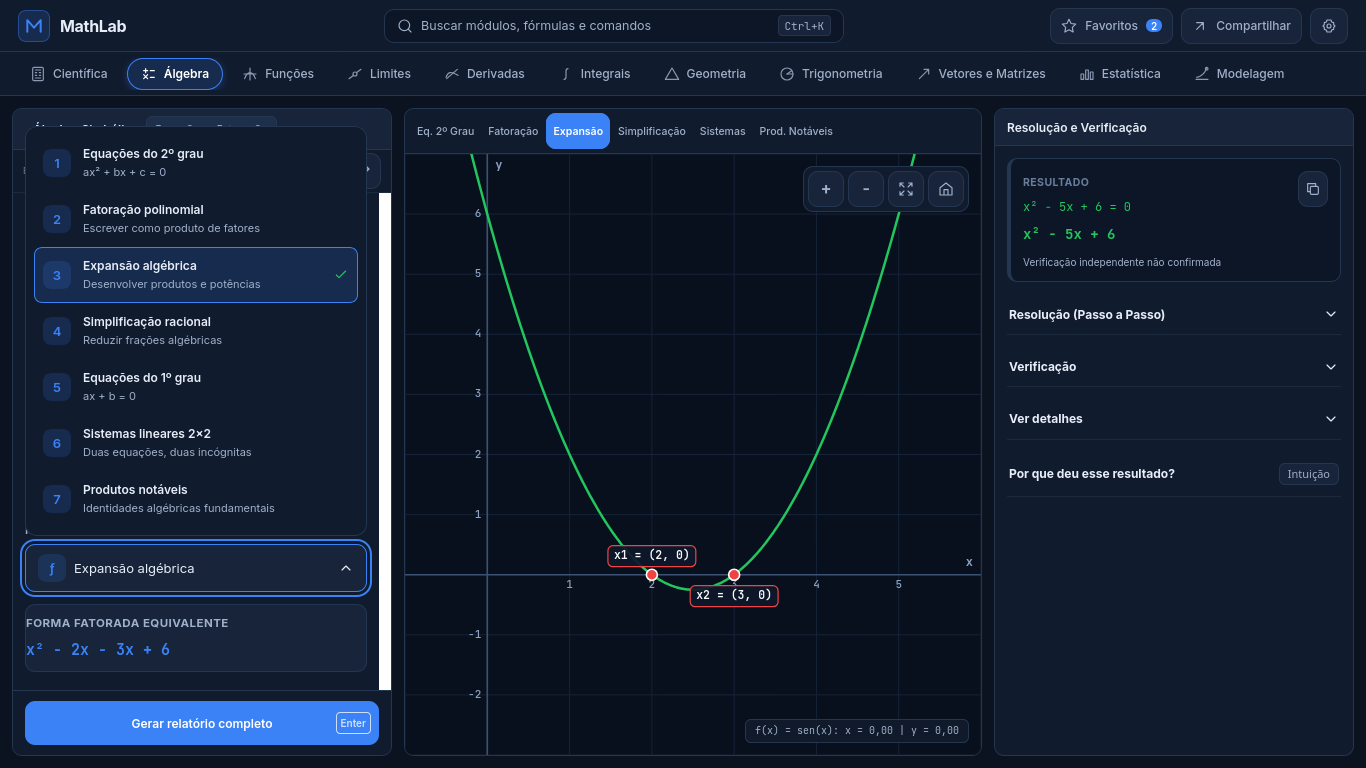 MathLab
Buscar módulos, fórmulas e comandos
Ctrl+K
Favoritos 2
Compartilhar
Científica
Álgebra
Funções
Limites
Derivadas
Integrais
Geometria
Trigonometria
Vetores e Matrizes
Estatística
Modelagem
1
Equações do 2º grau
ax² + bx + c = 0
2
Fatoração polinomial
Escrever como produto de fatores
3
Expansão algébrica
Desenvolver produtos e potências
4
Simplificação racional
Reduzir frações algébricas
5
Equações do 1º grau
ax + b = 0
6
Sistemas lineares 2×2
Duas equações, duas incógnitas
7
Produtos notáveis
Identidades algébricas fundamentais
ƒ Expansão algébrica
FORMA FATORADA EQUIVALENTE
x² - 2x - 3x + 6
Gerar relatório completo
Enter
Eq. 2º Grau
Fatoração
Expansão
Simplificação
Sistemas
Prod. Notáveis
y
+
-
6
5
4
3
2
1
x1 = (2, 0)
x
1
2
4
5
x2 = (3, 0)
-1
-2
f(x) = sen(x): x = 0,00 | y = 0,00
Resolução e Verificação
RESULTADO
x² - 5x + 6 = 0
x² - 5x + 6
Verificação independente não confirmada
Resolução (Passo a Passo)
Verificação
Ver detalhes
Por que deu esse resultado?
Intuição